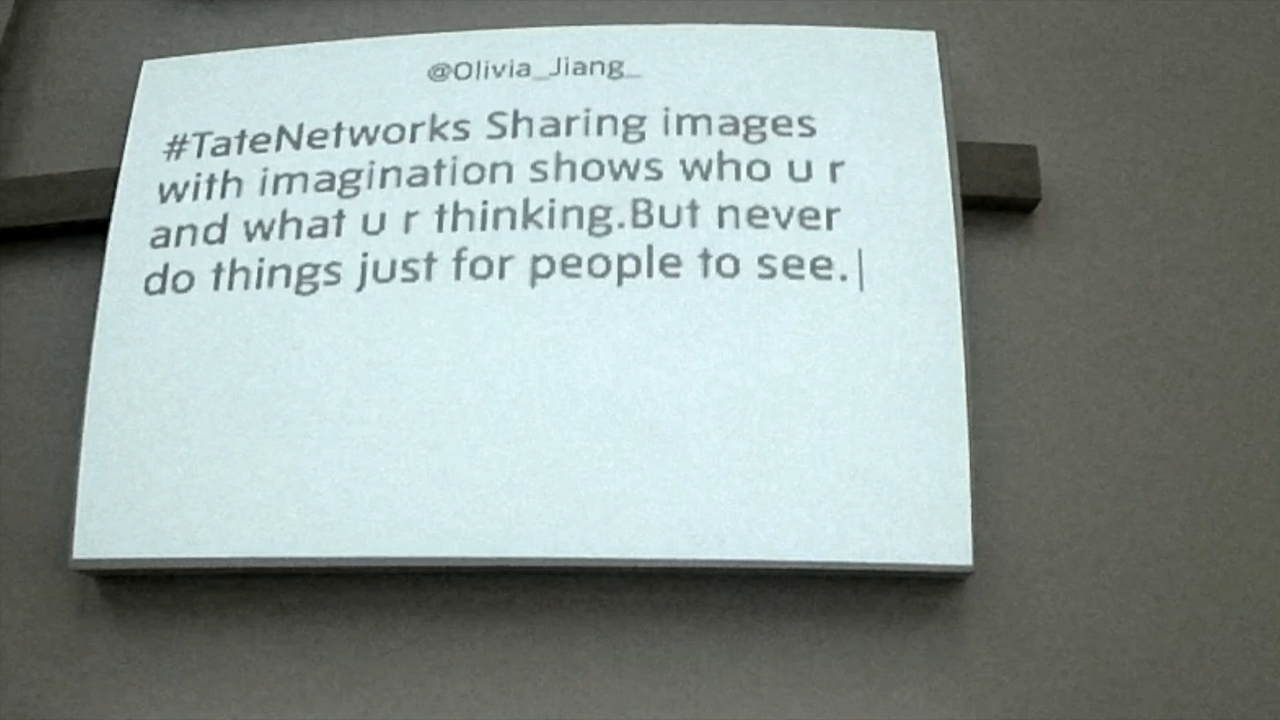 @Olivia_Jiang_
#TateNetworks Sharing images
with imagination shows who u r
and what u r thinking.But never
do things just for people to see.|